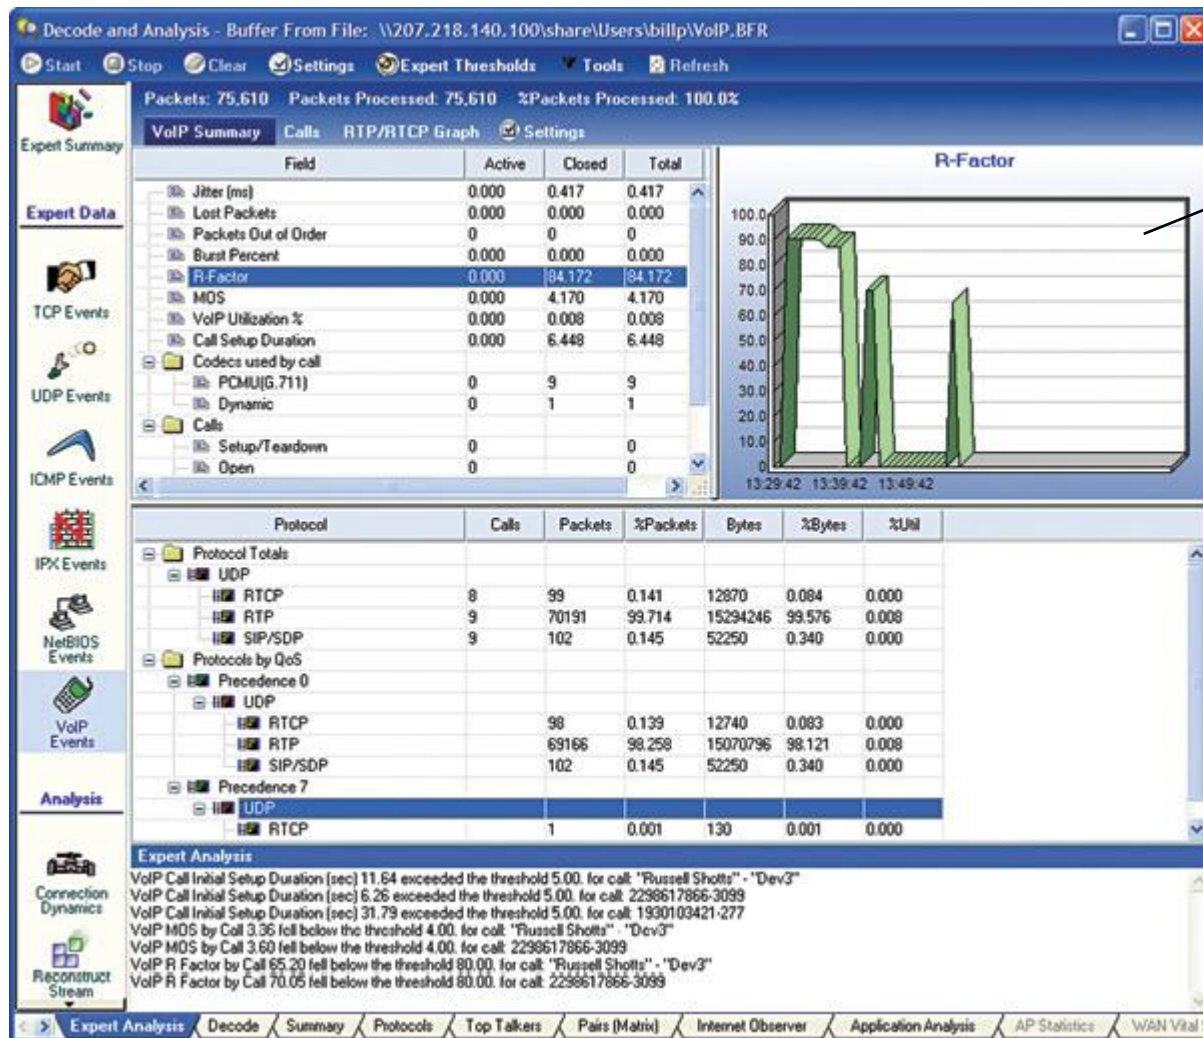 Decode and Analysis - Buffer From File: \\207.218.140.100\share\Users\billp\VoIP.BFR
Start Stop Clear Settings Expert Thresholds Tools Refresh
Packets: 75,610 Packets Processed: 75,610 %Packets Processed: 100.0%
VoIP Summary Calls RTP/RTCP Graph Settings
Expert Summary
Expert Data
TCP Events
UDP Events
ICMP Events
IPX Events
NetBIOS
Events
VoIP
Events
Analysis
Connection
Dynamics
Reconstruct
Stream
Field Active Closed Total
Jitter (ms) 0.000 0.417 0.417
Lost Packets 0.000 0.000 0.000
Packets Out of Order 0 0 0
Burst Percent 0.000 0.000 0.000
R-Factor 0.000 84.172 84.172
MOS 0.000 4.170 4.170
VoIP Utilization % 0.000 0.008 0.008
Call Setup Duration 0.000 6.448 6.448
Codecs used by call
PCMU(G.711) 0 9 9
Dynamic 0 1 1
Calls
Setup/Teardown 0 0
Open 0 0
R-Factor
100.0
90.0
80.0
70.0
60.0
50.0
40.0
30.0
20.0
10.0
0
13:29:42 13:39:42 13:49:42
Protocol Calls Packets %Packets Bytes %Bytes %Util
Protocol Totals
UDP
RTCP 8 99 0.141 12870 0.084 0.000
RTP 9 70191 99.714 15294246 99.576 0.008
SIP/SDP 9 102 0.145 52250 0.340 0.000
Protocols by QoS
Precedence 0
UDP
RTCP 98 0.139 12740 0.083 0.000
RTP 69166 98.258 15070796 98.121 0.008
SIP/SDP 102 0.145 52250 0.340 0.000
Precedence 7
UDP
RTCP 1 0.001 130 0.001 0.000
Expert Analysis
VoIP Call Initial Setup Duration (sec) 11.64 exceeded the threshold 5.00. for call: "Russell Shotts" - "Dev3"
VoIP Call Initial Setup Duration (sec) 6.26 exceeded the threshold 5.00. for call: 2298617866-3099
VoIP Call Initial Setup Duration (sec) 31.79 exceeded the threshold 5.00. for call: 1930103421-277
VoIP MOS by Call 3.36 fell below the threshold 4.00. for call: "Russell Shotts" - "Dev3"
VoIP MOS by Call 3.60 fell below the threshold 4.00. for call: 2298617866-3099
VoIP R Factor by Call 65.20 fell below the threshold 80.00. for call: "Russell Shotts" - "Dev3"
VoIP R Factor by Call 70.05 fell below the threshold 80.00. for call: 2298617866-3099
Expert Analysis Decode Summary Protocols Top Talkers Pairs (Matrix) Internet Observer Application Analysis AP Statistics WAN Vital